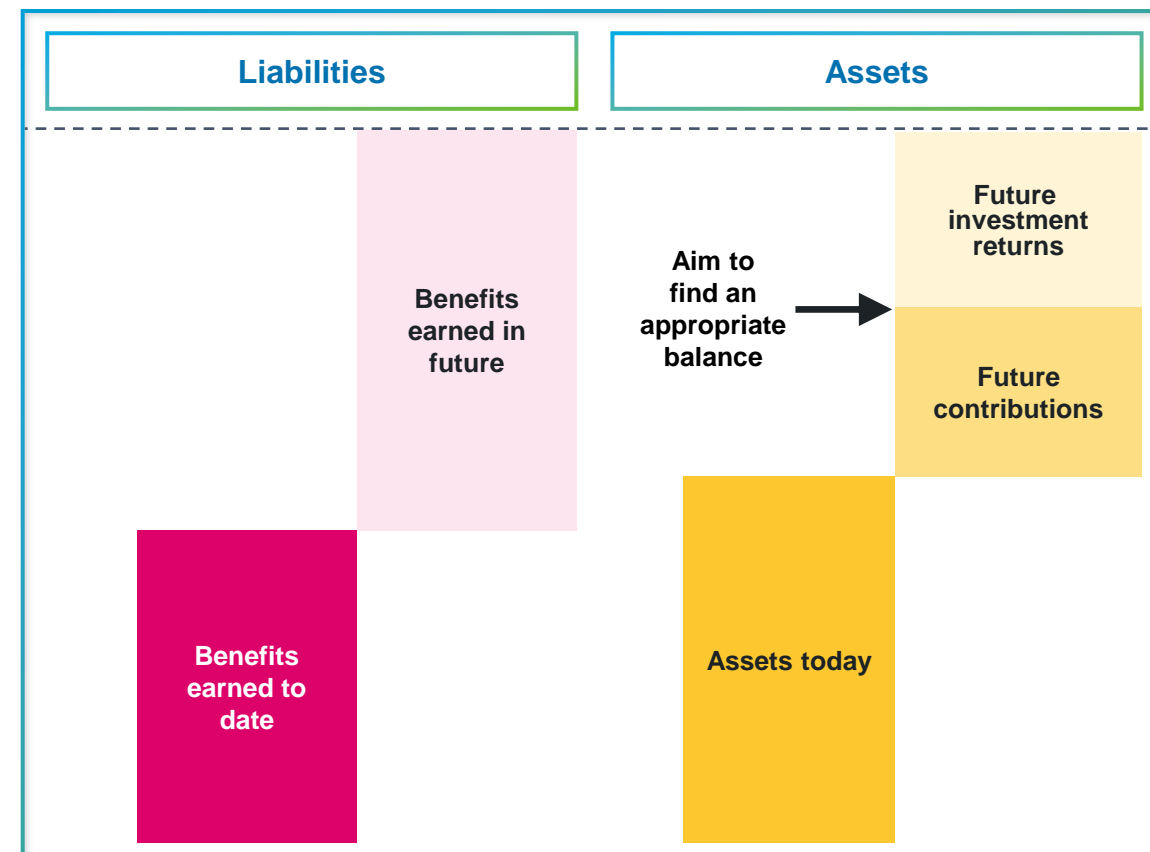 Liabilities
Assets
Benefits
earned in
future
Benefits
earned to
date
Aim to
find an
appropriate
balance
Future
investment
returns
Future
contributions
Assets today